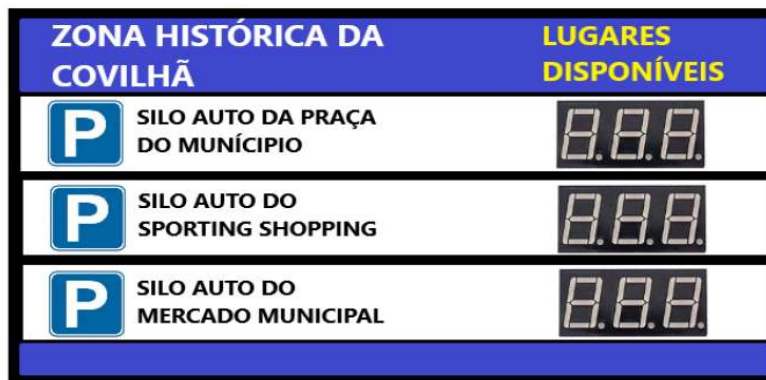 ZONA HISTÓRICA DA
COVILHÃ
LUGARES
DISPONÍVEIS
P
SILO AUTO DA PRAÇA
DO MUNÍCIPIO
P
SILO AUTO DO
SPORTING SHOPPING
P
SILO AUTO DO
MERCADO MUNICIPAL